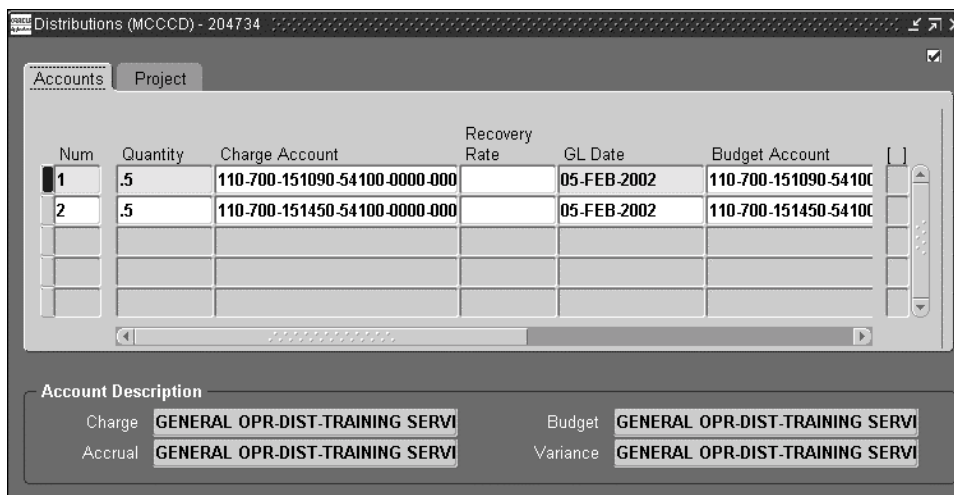 Distributions (MCCCD) - 204734
Accounts Project
Num Quantity Charge Account Recovery Rate GL Date Budget Account [ ]
1 .5 110-700-151090-54100-0000-000 05-FEB-2002 110-700-151090-54100
2 .5 110-700-151450-54100-0000-000 05-FEB-2002 110-700-151450-54100
Account Description
Charge GENERAL OPR-DIST-TRAINING SERVI Budget GENERAL OPR-DIST-TRAINING SERVI
Accrual GENERAL OPR-DIST-TRAINING SERVI Variance GENERAL OPR-DIST-TRAINING SERVI